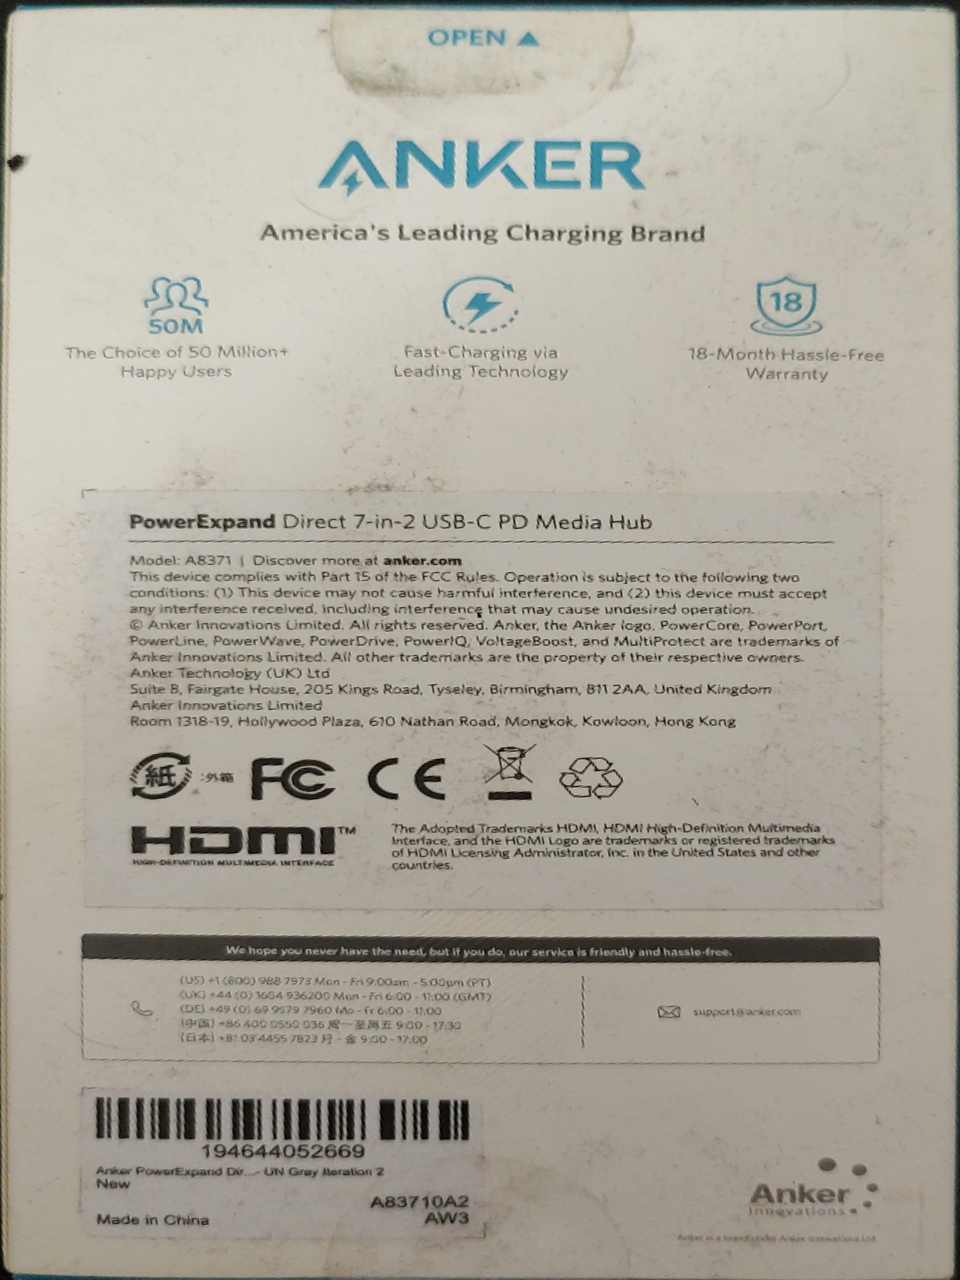 OPEN ▲
ANKER
America's Leading Charging Brand
50M
The Choice of 50 Million+
Happy Users
Fast-Charging via
Leading Technology
18
18-Month Hassle-Free
Warranty
PowerExpand Direct 7-in-2 USB-C PD Media Hub
Model: A8371 | Discover more at anker.com
This device complies with Part 15 of the FCC Rules. Operation is subject to the following two
conditions: (1) This device may not cause harmful interference, and (2) this device must accept
any interference received, including interference that may cause undesired operation.
© Anker Innovations Limited. All rights reserved. Anker, the Anker logo, PowerCore, PowerPort,
PowerLine, PowerWave, PowerDrive, PowerIQ, VoltageBoost, and MultiProtect are trademarks of
Anker Innovations Limited. All other trademarks are the property of their respective owners.
Anker Technology (UK) Ltd
Suite B, Fairgate House, 205 Kings Road, Tyseley, Birmingham, B11 2AA, United Kingdom
Anker Innovations Limited
Room 1318-19, Hollywood Plaza, 610 Nathan Road, Mongkok, Kowloon, Hong Kong
紙 :外箱 FC CE
HDMI™
HIGH-DEFINITION MULTIMEDIA INTERFACE
The Adopted Trademarks HDMI, HDMI High-Definition Multimedia
Interface, and the HDMI Logo are trademarks or registered trademarks
of HDMI Licensing Administrator, Inc. in the United States and other
countries.
We hope you never have the need, but if you do, our service is friendly and hassle-free.
(US) +1 (800) 988 7973 Mon - Fri 9:00am - 5:00pm (PT)
(UK) +44 (0) 1604 936200 Mon - Fri 6:00 - 11:00 (GMT)
(DE) +49 (0) 69 9579 7960 Mo - Fr 6:00 - 11:00
(中国) +86 400 0550 036 周一至周五 9:00 - 17:30
(日本) +81 03 4455 7823 月 - 金 9:00 - 17:00
support@anker.com
194644052669
Anker PowerExpand Dir...- UN Gray Iteration 2
New
A83710A2
Made in China
AW3
Anker
Innovations
Anker is a brand under Anker Innovations Ltd.